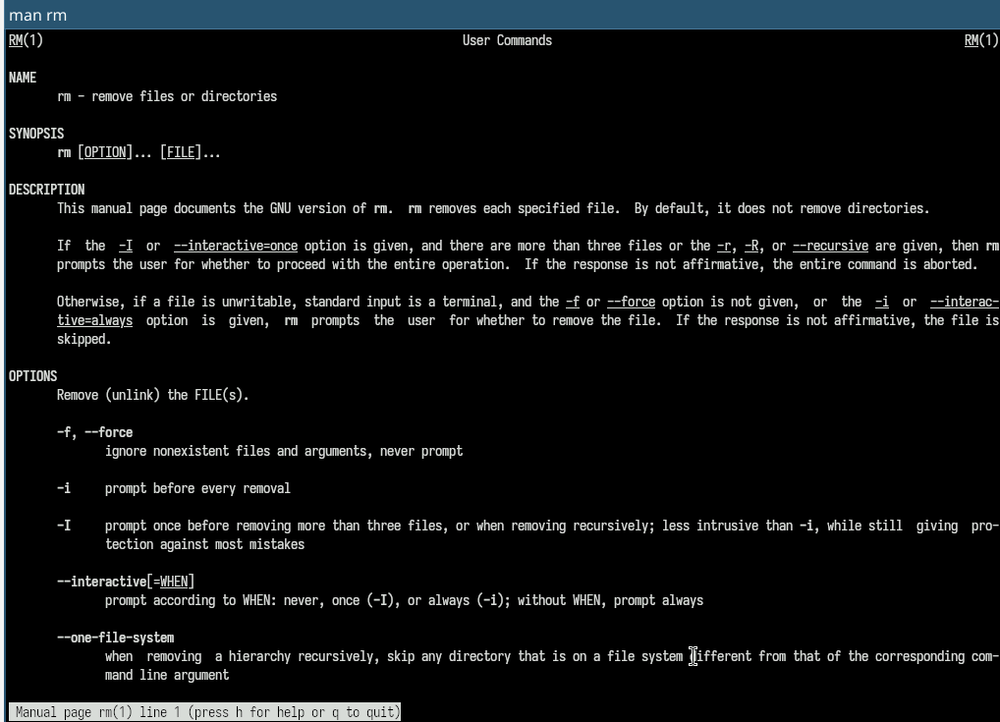 man rm
RM(1) User Commands RM(1)
NAME
rm - remove files or directories
SYNOPSIS
rm [OPTION]... [FILE]...
DESCRIPTION
This manual page documents the GNU version of rm. rm removes each specified file. By default, it does not remove directories.
If the -I or --interactive=once option is given, and there are more than three files or the -r, -R, or --recursive are given, then rm
prompts the user for whether to proceed with the entire operation. If the response is not affirmative, the entire command is aborted.
Otherwise, if a file is unwritable, standard input is a terminal, and the -f or --force option is not given, or the -i or --interac-
tive=always option is given, rm prompts the user for whether to remove the file. If the response is not affirmative, the file is
skipped.
OPTIONS
Remove (unlink) the FILE(s).
-f, --force
ignore nonexistent files and arguments, never prompt
-i prompt before every removal
-I prompt once before removing more than three files, or when removing recursively; less intrusive than -i, while still giving pro-
tection against most mistakes
--interactive[=WHEN]
prompt according to WHEN: never, once (-I), or always (-i); without WHEN, prompt always
--one-file-system
when removing a hierarchy recursively, skip any directory that is on a file system different from that of the corresponding com-
mand line argument
Manual page rm(1) line 1 (press h for help or q to quit)